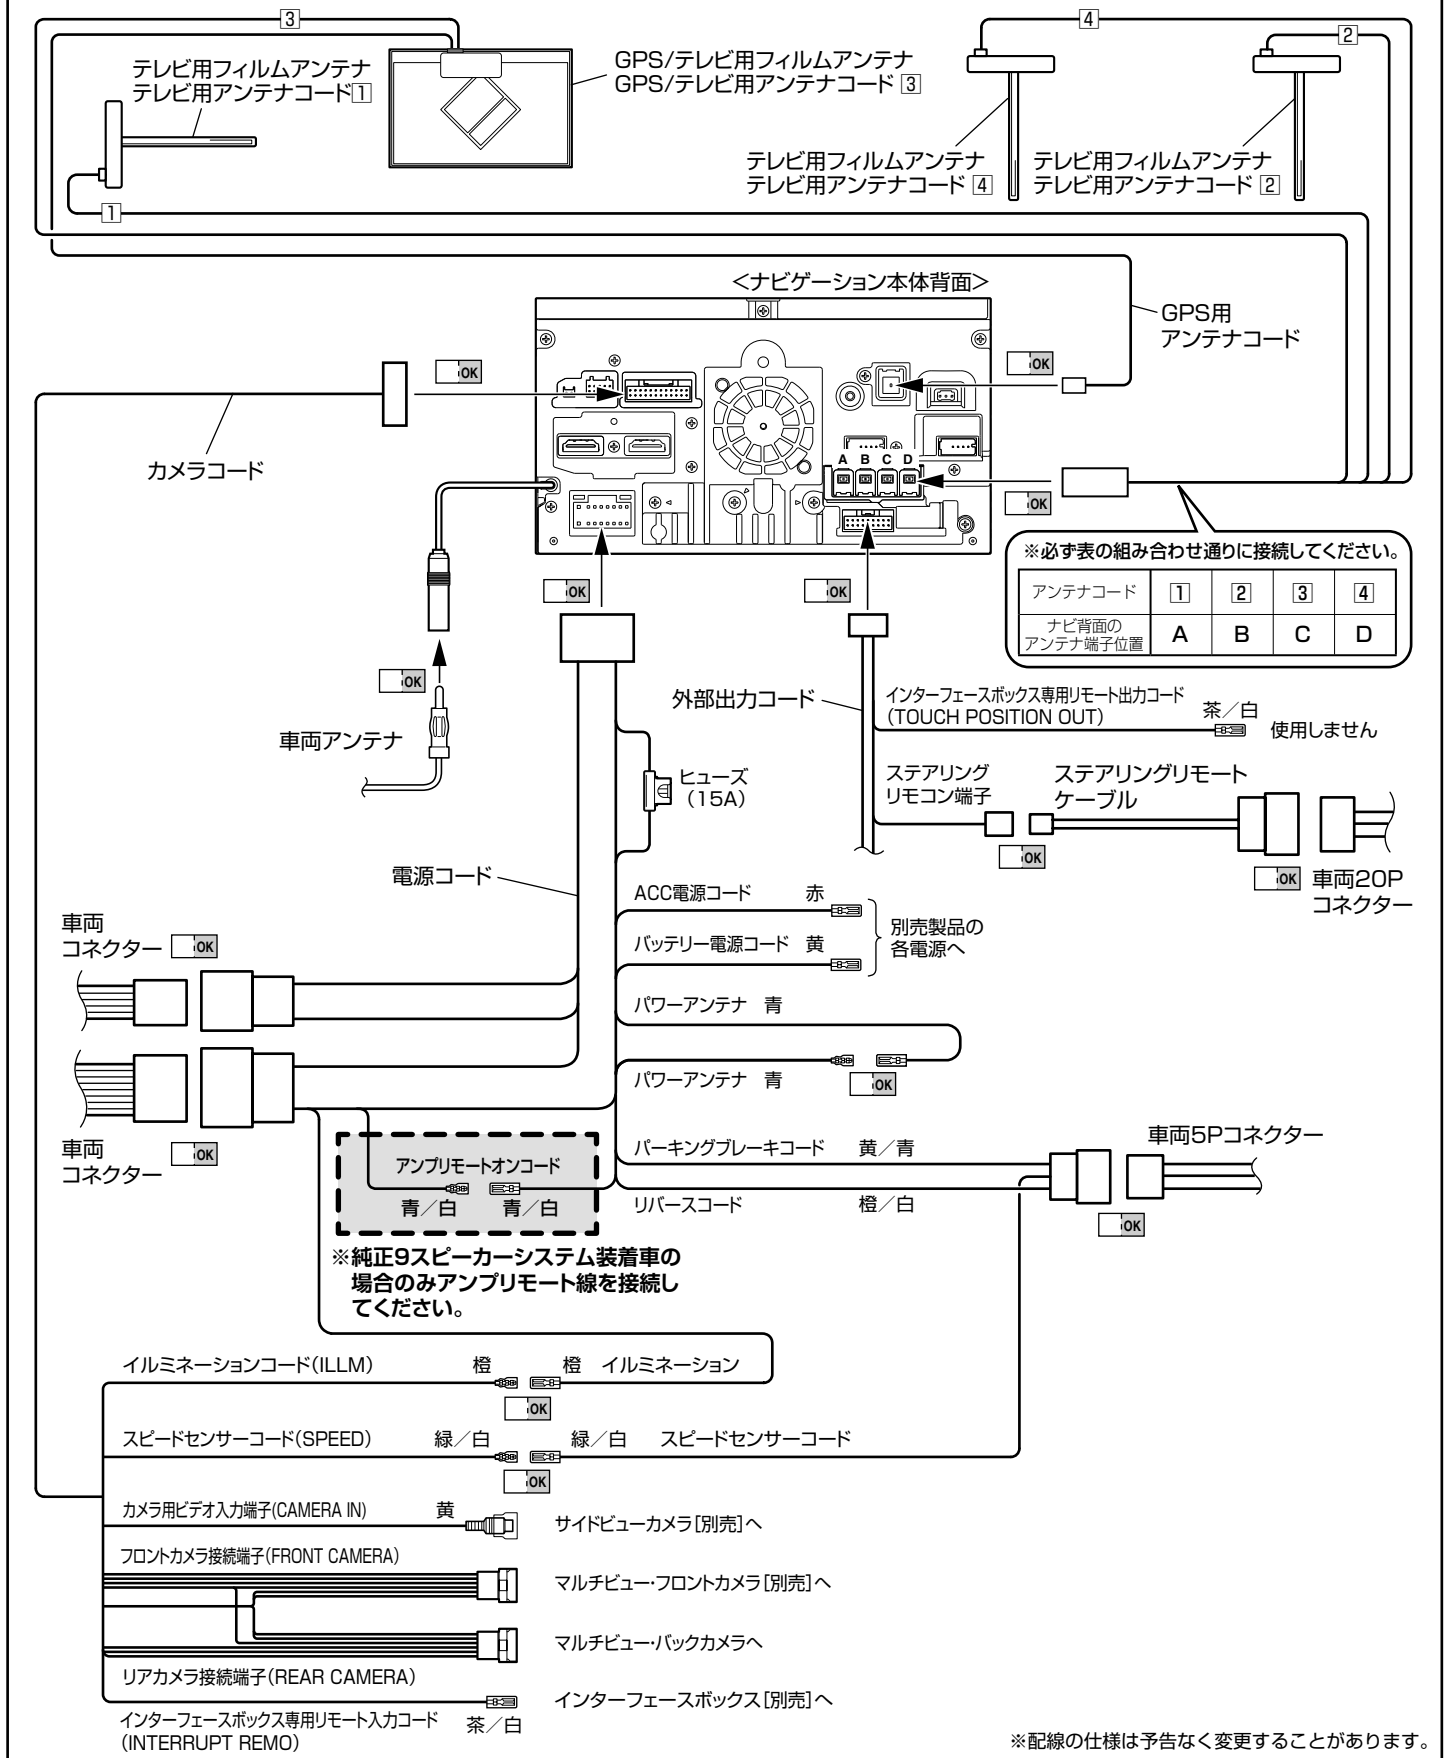 3
4
2
テレビ用フィルムアンテナ
テレビ用アンテナコード1
GPS/テレビ用フィルムアンテナ
GPS/テレビ用アンテナコード 3
テレビ用フィルムアンテナ
テレビ用アンテナコード 4
テレビ用フィルムアンテナ
テレビ用アンテナコード 2
1
＜ナビゲーション本体背面＞
GPS用
アンテナコード
OK
OK
カメラコード
A B C D
OK
※必ず表の組み合わせ通りに接続してください。
アンテナコード 1 2 3 4
ナビ背面の
アンテナ端子位置 A B C D
OK
OK
OK
車両アンテナ
外部出力コード
インターフェースボックス専用リモート出力コード
(TOUCH POSITION OUT)
茶／白
使用しません
ヒューズ
(15A)
ステアリング
リモコン端子
ステアリングリモート
ケーブル
OK
OK
車両20P
コネクター
電源コード
ACC電源コード 赤
バッテリー電源コード 黄
別売製品の
各電源へ
車両
コネクター
OK
パワーアンテナ 青
パワーアンテナ 青
OK
車両
コネクター
OK
アンプリモートオンコード
青／白 青／白
パーキングブレーキコード 黄／青
リバースコード 橙／白
車両5Pコネクター
OK
※純正9スピーカーシステム装着車の
場合のみアンプリモート線を接続し
てください。
イルミネーションコード(ILLM) 橙 橙 イルミネーション
OK
スピードセンサーコード(SPEED) 緑／白 緑／白 スピードセンサーコード
OK
カメラ用ビデオ入力端子(CAMERA IN) 黄
サイドビューカメラ[別売]へ
フロントカメラ接続端子(FRONT CAMERA)
マルチビュー・フロントカメラ[別売]へ
マルチビュー・バックカメラへ
リアカメラ接続端子(REAR CAMERA)
インターフェースボックス[別売]へ
インターフェースボックス専用リモート入力コード
(INTERRUPT REMO)
茶／白
※配線の仕様は予告なく変更することがあります。